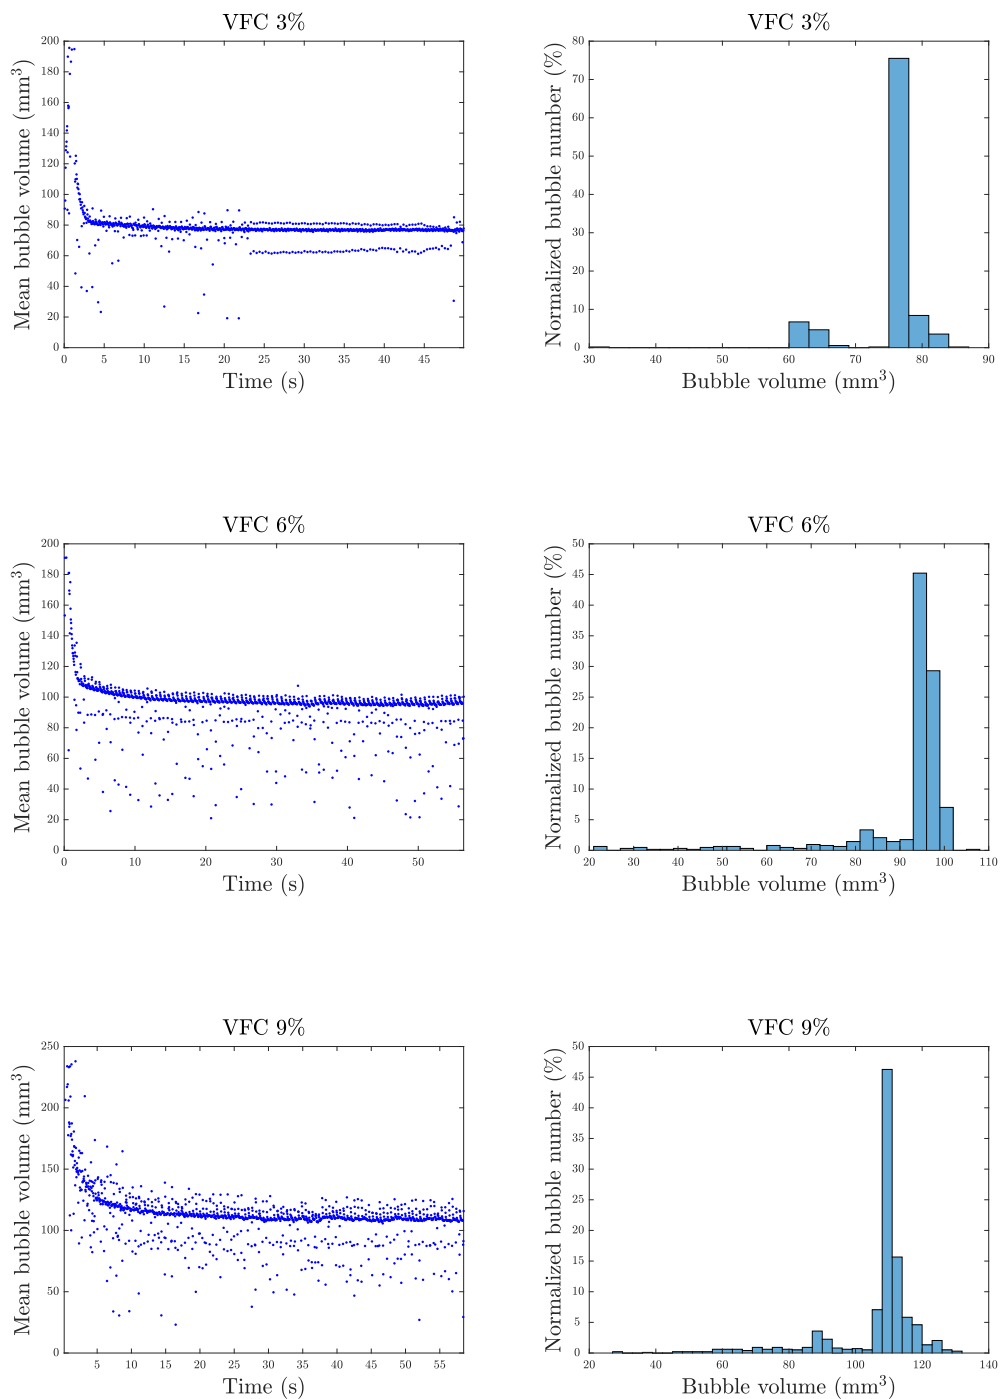 VFC 3%
Mean bubble volume (mm³)
200
180
160
140
120
100
80
60
40
20
0
0 5 10 15 20 25 30 35 40 45
Time (s)
VFC 3%
Normalized bubble number (%)
80
70
60
50
40
30
20
10
0
30 40 50 60 70 80 90
Bubble volume (mm³)
VFC 6%
Mean bubble volume (mm³)
200
180
160
140
120
100
80
60
40
20
0
0 10 20 30 40 50
Time (s)
VFC 6%
Normalized bubble number (%)
50
45
40
35
30
25
20
15
10
5
0
20 30 40 50 60 70 80 90 100 110
Bubble volume (mm³)
VFC 9%
Mean bubble volume (mm³)
250
200
150
100
50
0
5 10 15 20 25 30 35 40 45 50 55
Time (s)
VFC 9%
Normalized bubble number (%)
50
45
40
35
30
25
20
15
10
5
0
20 40 60 80 100 120 140
Bubble volume (mm³)